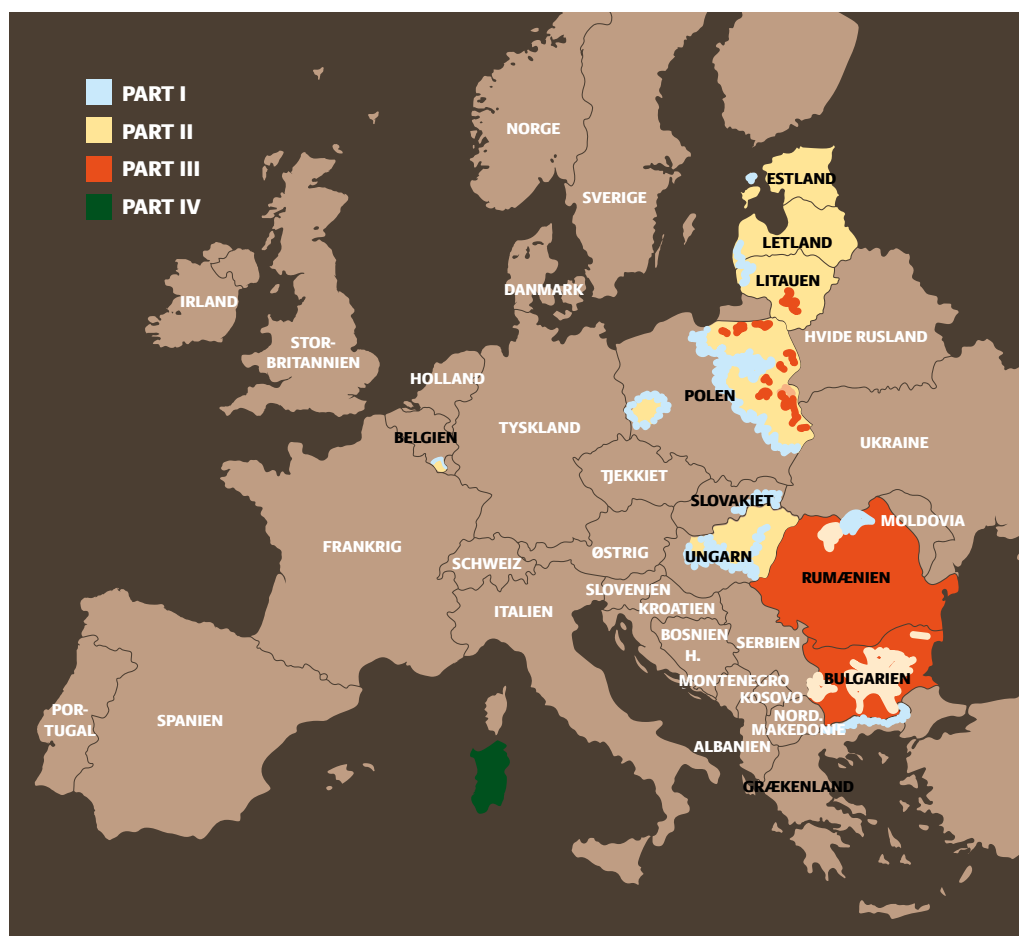 PART I
PART II
PART III
PART IV
NORGE
SVERIGE
ESTLAND
LETLAND
LITAUEN
DANMARK
IRLAND
STOR-
BRITANNIEN
HVIDE RUSLAND
HOLLAND
POLEN
BELGIEN
TYSKLAND
UKRAINE
TJEKKIET
SLOVAKIET
MOLDOVIA
FRANKRIG
ØSTRIG
UNGARN
SCHWEIZ
RUMÆNIEN
SLOVENIEN
ITALIEN
KROATIEN
BOSNIEN
H.
SERBIEN
MONTENEGRO
BULGARIEN
KOSOVO
POR-
TUGAL
SPANIEN
NORD.
MAKEDONIE
ALBANIEN
GRÆKENLAND